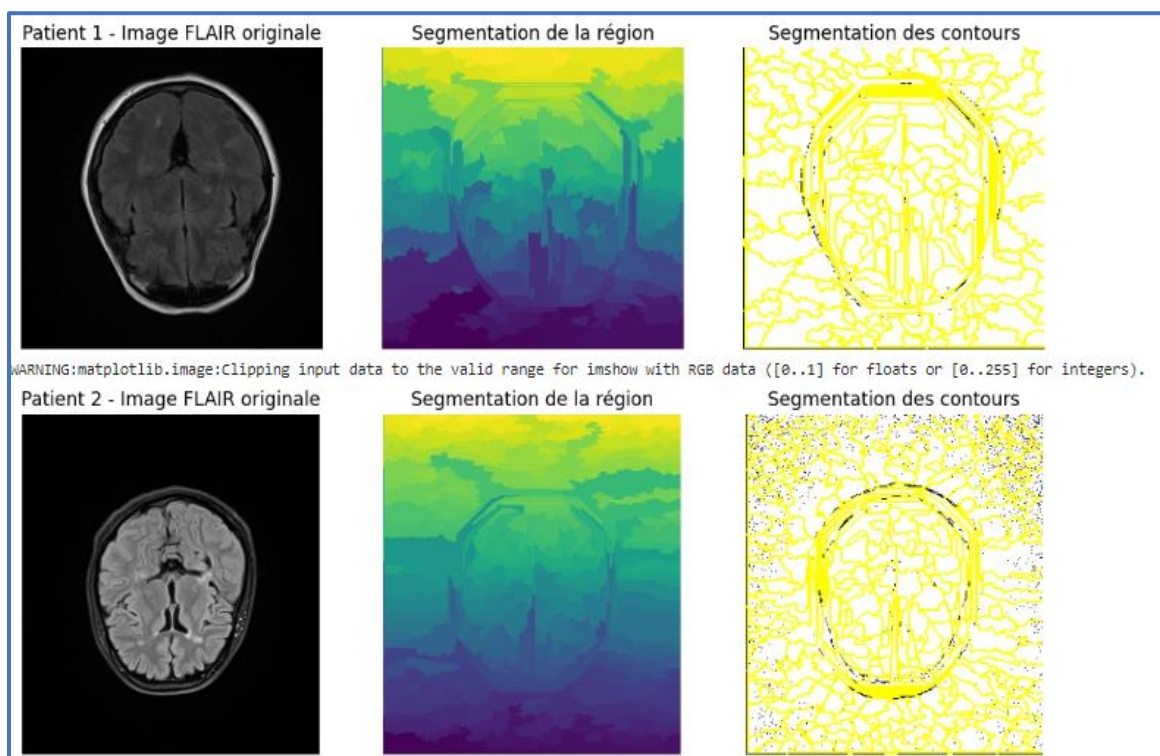 Patient 1 - Image FLAIR originale
Segmentation de la région
Segmentation des contours
WARNING:matplotlib.image:Clipping input data to the valid range for imshow with RGB data ([0..1] for floats or [0..255] for integers).
Patient 2 - Image FLAIR originale
Segmentation de la région
Segmentation des contours